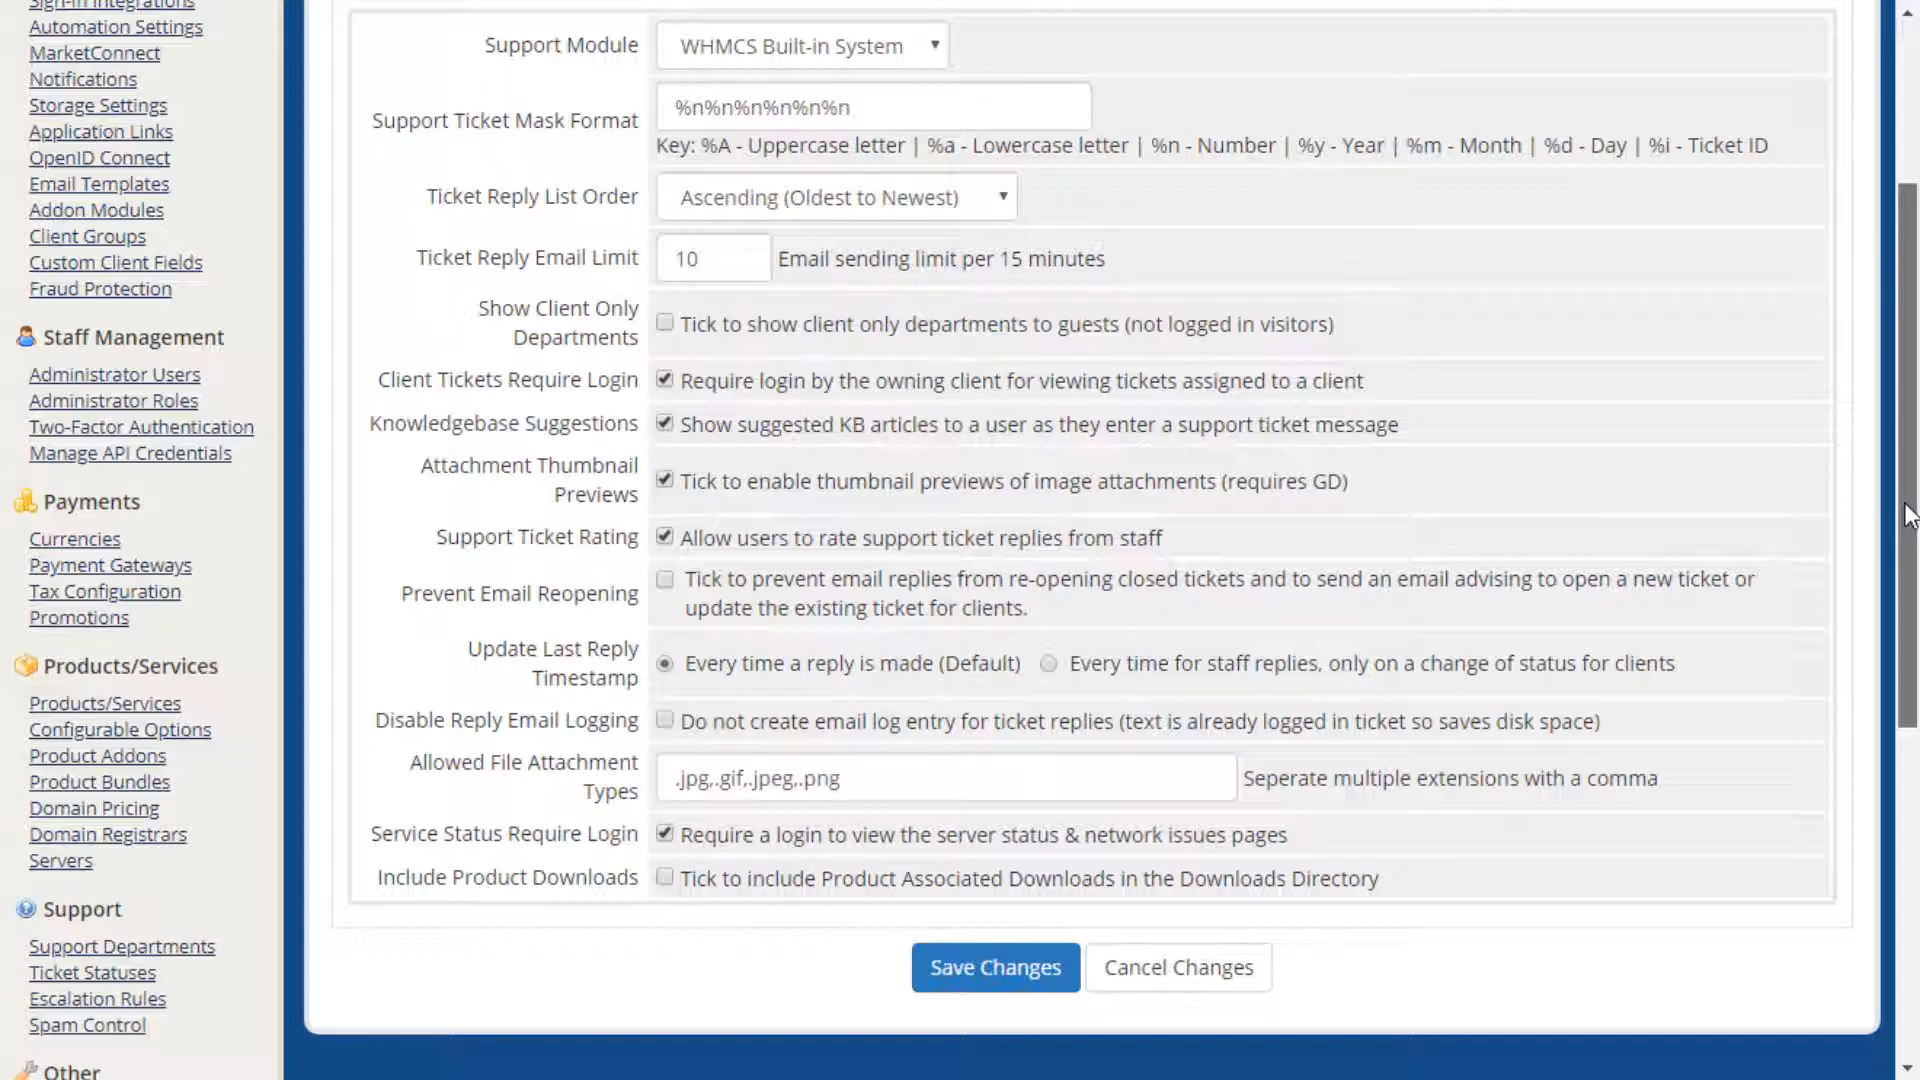 Sign-in Integrations
Automation Settings
MarketConnect
Notifications
Storage Settings
Application Links
OpenID Connect
Email Templates
Addon Modules
Client Groups
Custom Client Fields
Fraud Protection
Staff Management
Administrator Users
Administrator Roles
Two-Factor Authentication
Manage API Credentials
Payments
Currencies
Payment Gateways
Tax Configuration
Promotions
Products/Services
Products/Services
Configurable Options
Product Addons
Product Bundles
Domain Pricing
Domain Registrars
Servers
Support
Support Departments
Ticket Statuses
Escalation Rules
Spam Control
Other
Support Module WHMCS Built-in System
Support Ticket Mask Format %n%n%n%n%n%n
Key: %A - Uppercase letter | %a - Lowercase letter | %n - Number | %y - Year | %m - Month | %d - Day | %i - Ticket ID
Ticket Reply List Order Ascending (Oldest to Newest)
Ticket Reply Email Limit 10 Email sending limit per 15 minutes
Show Client Only
Departments
Tick to show client only departments to guests (not logged in visitors)
Client Tickets Require Login Require login by the owning client for viewing tickets assigned to a client
Knowledgebase Suggestions Show suggested KB articles to a user as they enter a support ticket message
Attachment Thumbnail
Previews
Tick to enable thumbnail previews of image attachments (requires GD)
Support Ticket Rating Allow users to rate support ticket replies from staff
Prevent Email Reopening
Tick to prevent email replies from re-opening closed tickets and to send an email advising to open a new ticket or
update the existing ticket for clients.
Update Last Reply
Timestamp
Every time a reply is made (Default) Every time for staff replies, only on a change of status for clients
Disable Reply Email Logging Do not create email log entry for ticket replies (text is already logged in ticket so saves disk space)
Allowed File Attachment
Types
.jpg,.gif,.jpeg,.png Seperate multiple extensions with a comma
Service Status Require Login Require a login to view the server status & network issues pages
Include Product Downloads Tick to include Product Associated Downloads in the Downloads Directory
Save Changes Cancel Changes